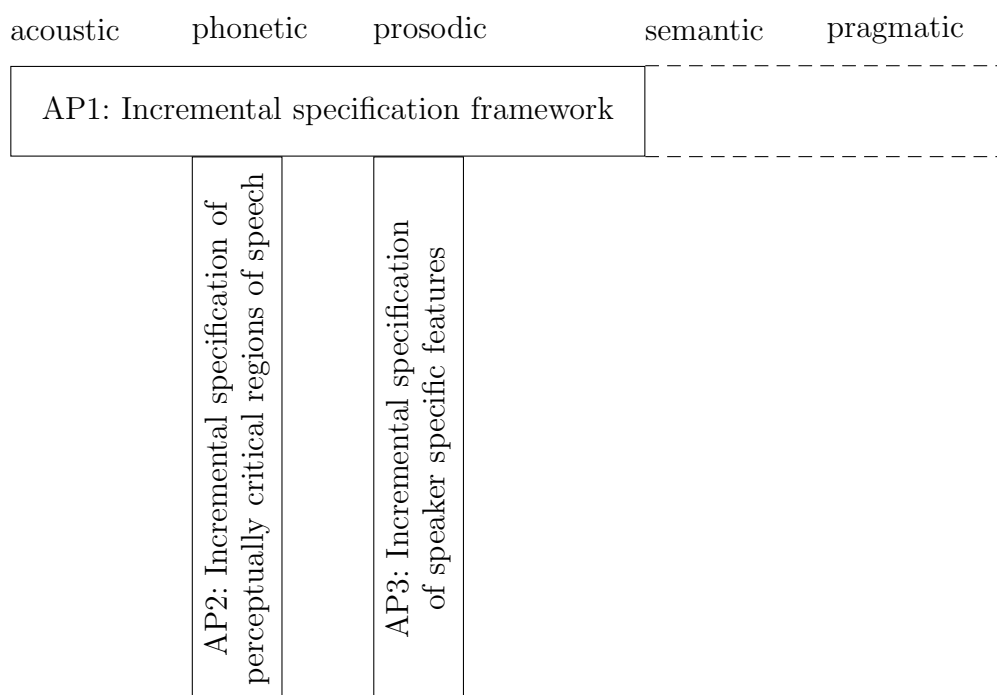 acoustic phonetic prosodic semantic pragmatic
AP1: Incremental specification framework
AP2: Incremental specification of
perceptually critical regions of speech
AP3: Incremental specification
of speaker specific features